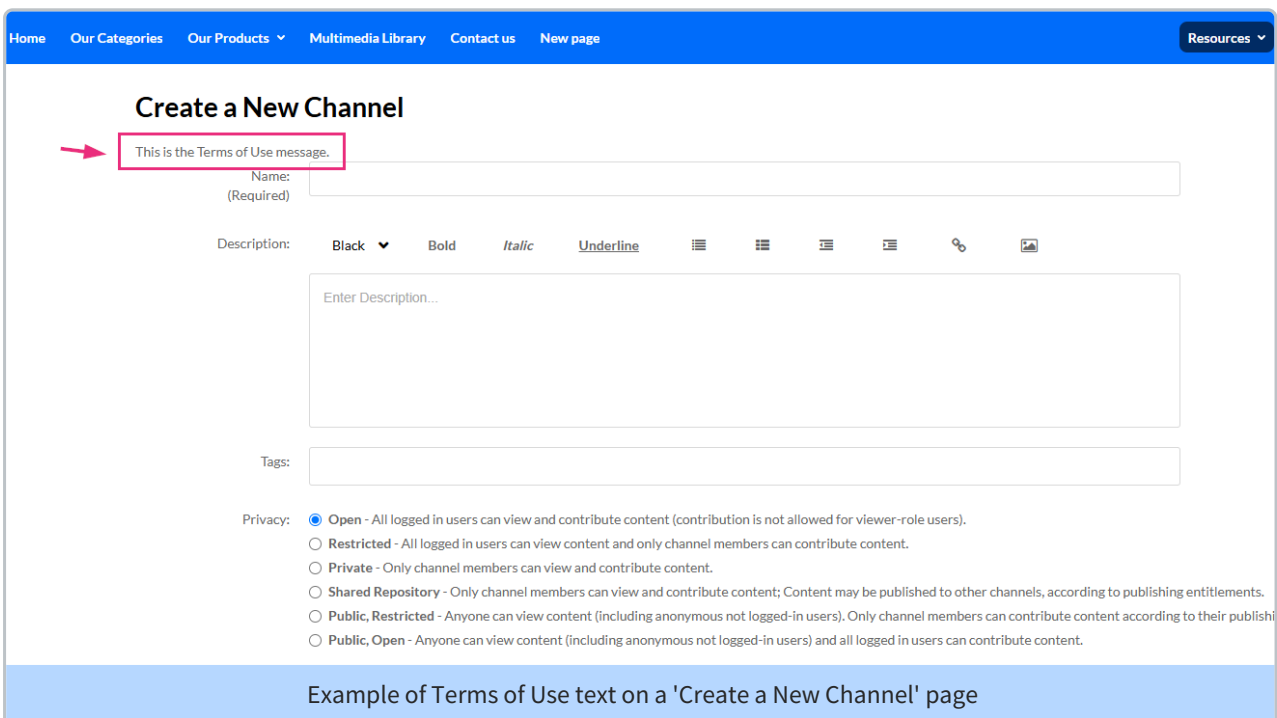 Home Our Categories Our Products Multimedia Library Contact us New page Resources
Create a New Channel
This is the Terms of Use message.
Name:
(Required)
Description: Black Bold Italic Underline
Enter Description...
Tags:
Privacy: Open - All logged in users can view and contribute content (contribution is not allowed for viewer-role users).
Restricted - All logged in users can view content and only channel members can contribute content.
Private - Only channel members can view and contribute content.
Shared Repository - Only channel members can view and contribute content; Content may be published to other channels, according to publishing entitlements.
Public, Restricted - Anyone can view content (including anonymous not logged-in users). Only channel members can contribute content according to their publishi
Public, Open - Anyone can view content (including anonymous not logged-in users) and all logged in users can contribute content.
Example of Terms of Use text on a 'Create a New Channel' page